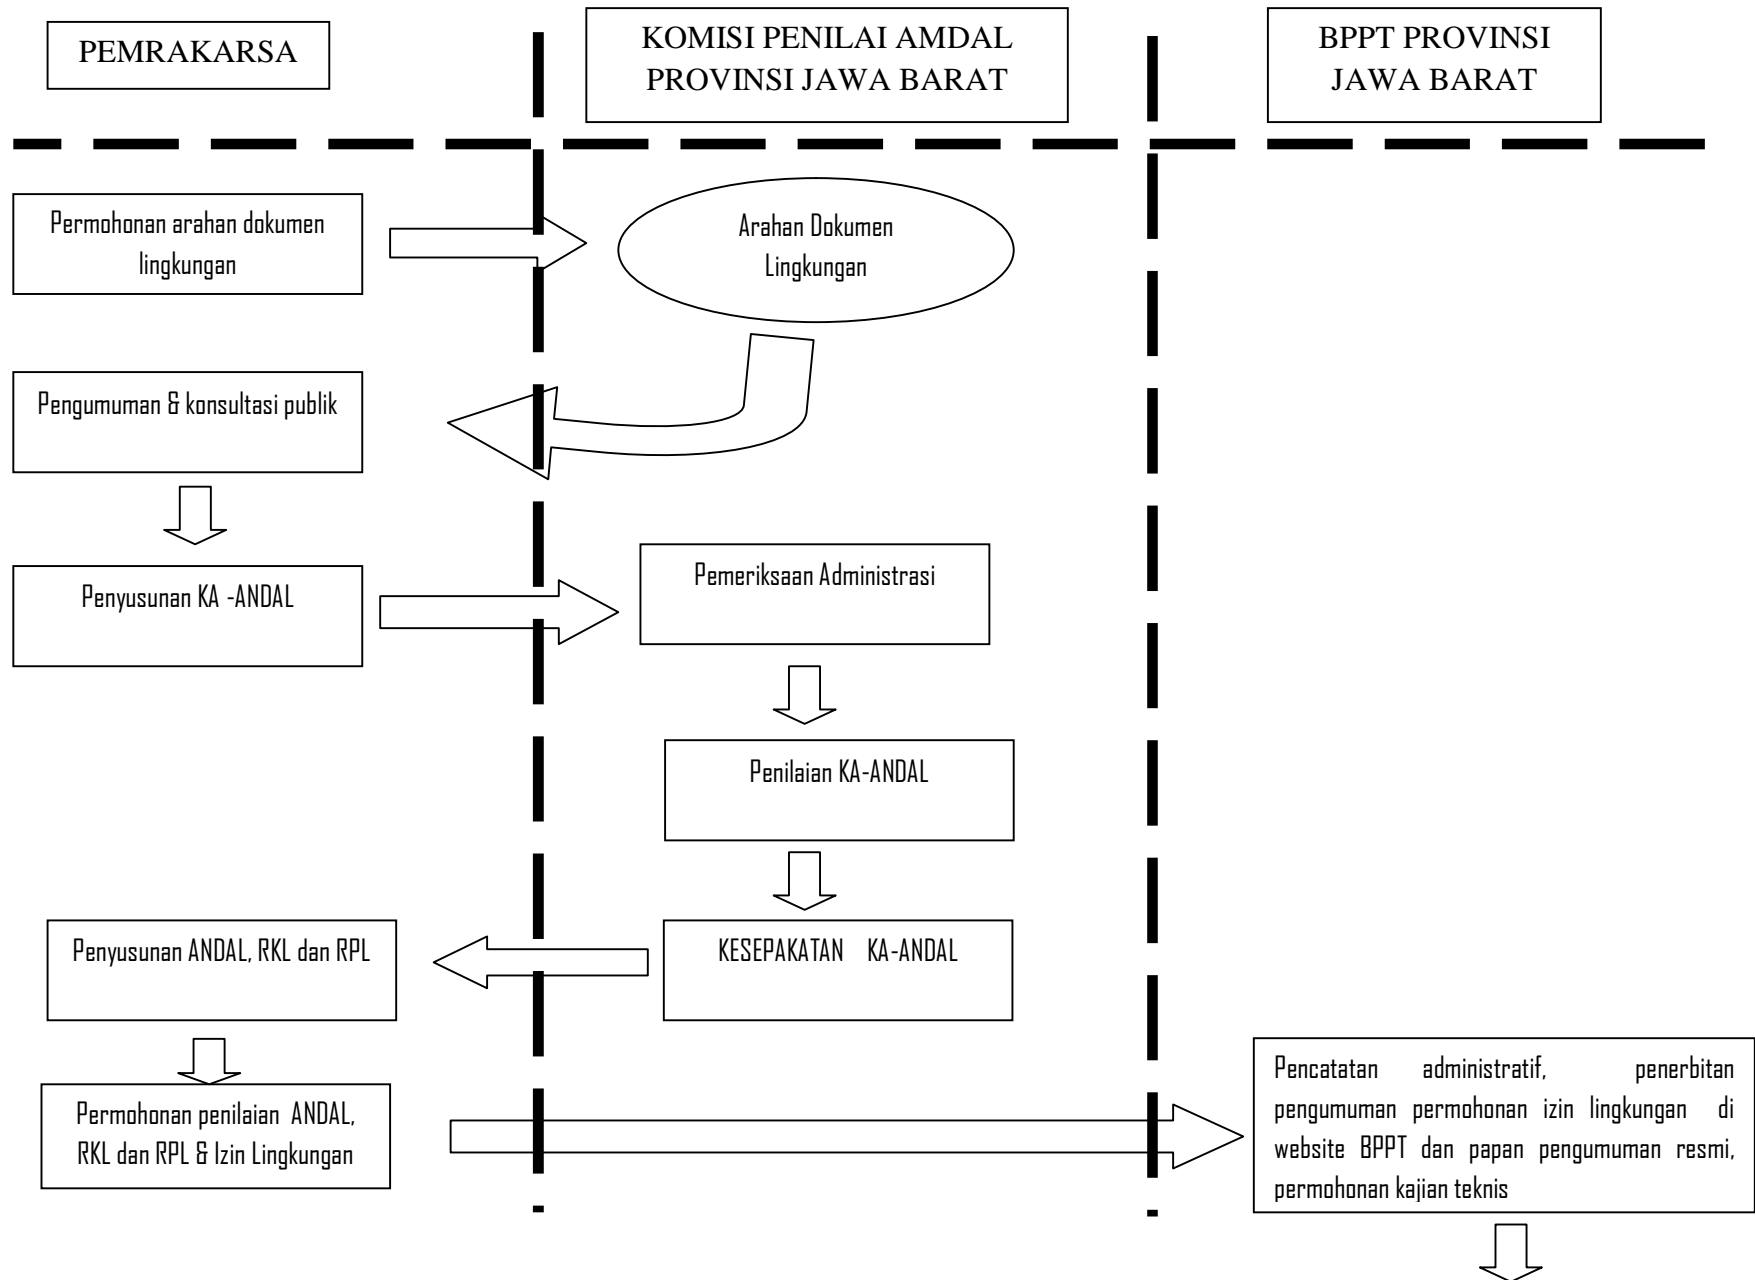 PEMRAKARSA
KOMISI PENILAI AMDAL
PROVINSI JAWA BARAT
BPPT PROVINSI
JAWA BARAT
Permohonan arahan dokumen
lingkungan
Arahan Dokumen
Lingkungan
Pengumuman & konsultasi publik
Penyusunan KA -ANDAL
Pemeriksaan Administrasi
Penilaian KA-ANDAL
KESEPAKATAN KA-ANDAL
Penyusunan ANDAL, RKL dan RPL
Permohonan penilaian ANDAL,
RKL dan RPL & Izin Lingkungan
Pencatatan administratif, penerbitan
pengumuman permohonan izin lingkungan di
website BPPT dan papan pengumuman resmi,
permohonan kajian teknis